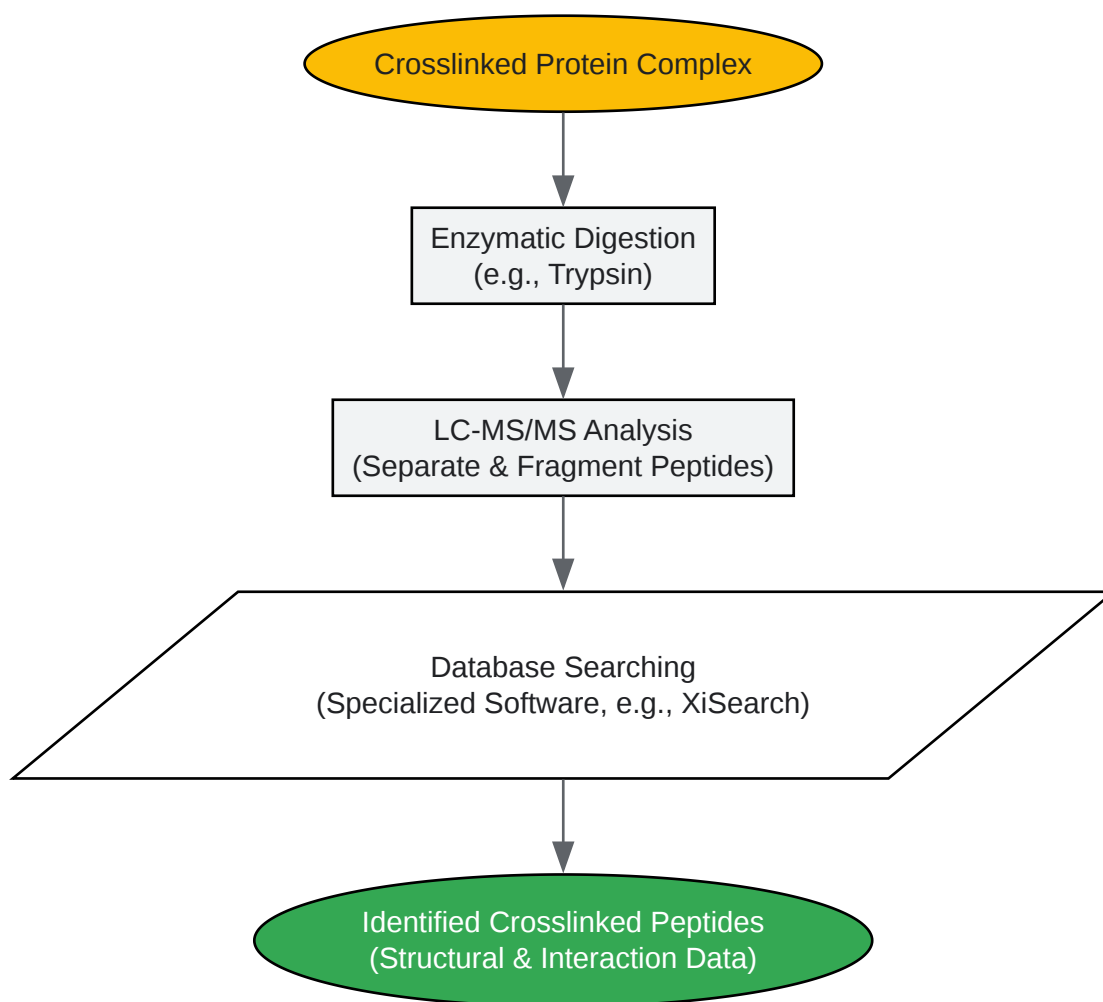 Crosslinked Protein Complex
Enzymatic Digestion
(e.g., Trypsin)
LC-MS/MS Analysis
(Separate & Fragment Peptides)
Database Searching
(Specialized Software, e.g., XiSearch)
Identified Crosslinked Peptides
(Structural & Interaction Data)